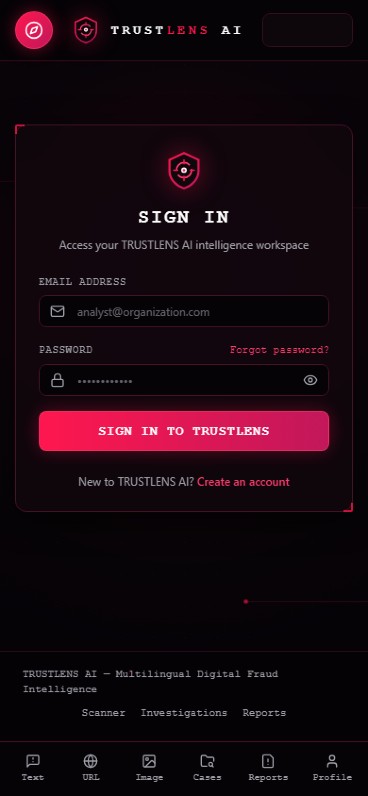 TRUSTLENS AI
SIGN IN
Access your TRUSTLENS AI intelligence workspace
EMAIL ADDRESS
analyst@organization.com
PASSWORD
Forgot password?
••••••••••••
SIGN IN TO TRUSTLENS
New to TRUSTLENS AI? Create an account
TRUSTLENS AI — Multilingual Digital Fraud
Intelligence
Scanner Investigations Reports
Text URL Image Cases Reports Profile